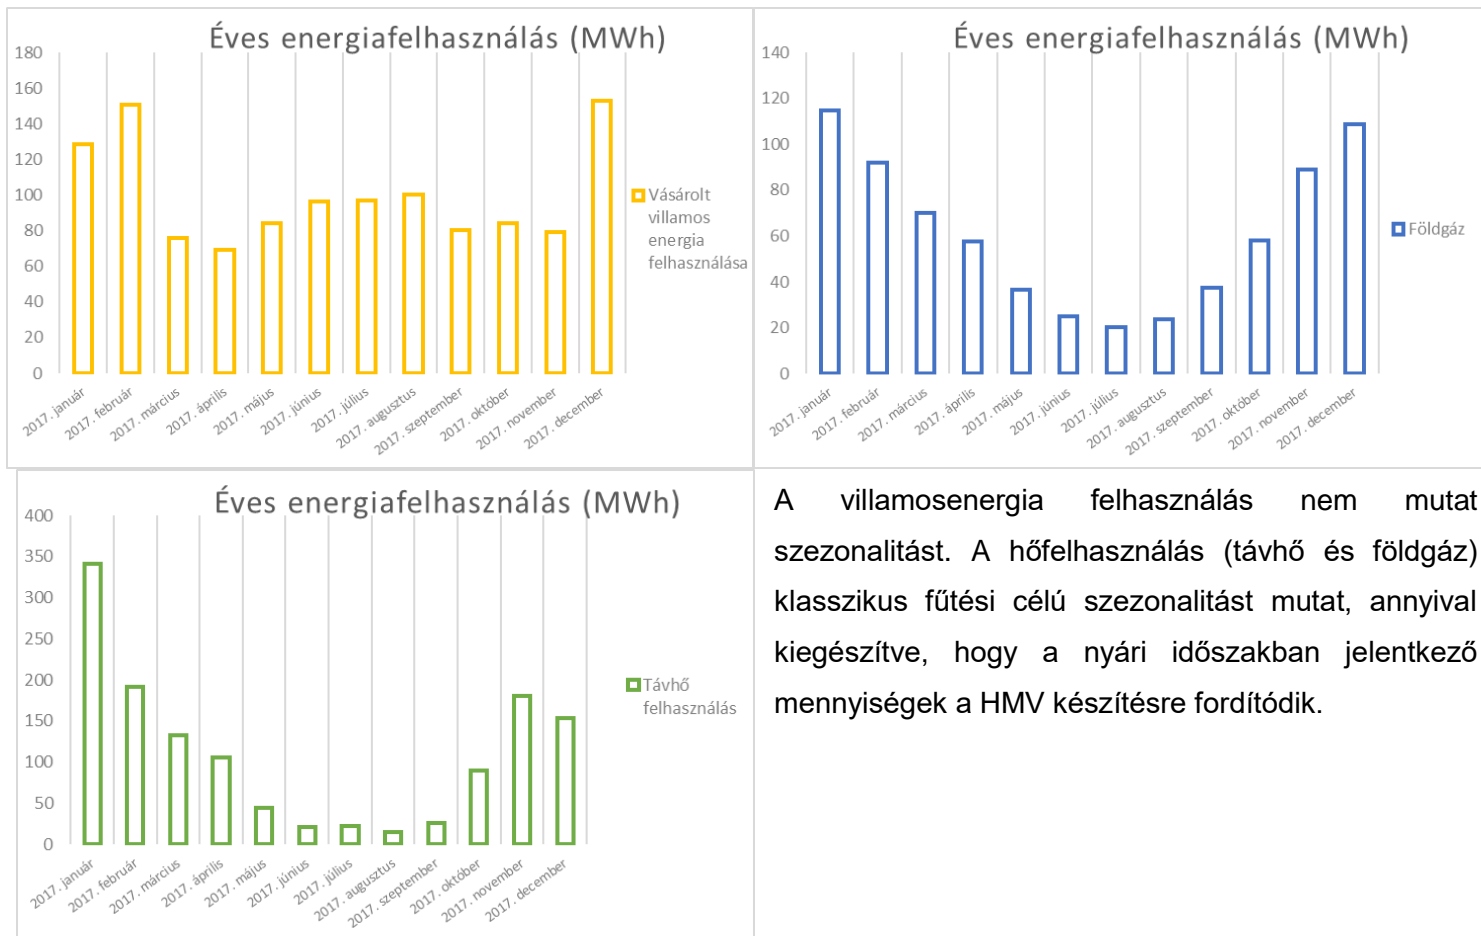 Éves energiafelhasználás (MWh)
180
160
140
120
100
80
60
40
20
0
2017. január
2017. február
2017. március
2017. április
2017. május
2017. június
2017. július
2017. augusztus
2017. szeptember
2017. október
2017. november
2017. december
Vásárolt
villamos
energia
felhasználása
Éves energiafelhasználás (MWh)
140
120
100
80
60
40
20
0
2017. január
2017. február
2017. március
2017. április
2017. május
2017. június
2017. július
2017. augusztus
2017. szeptember
2017. október
2017. november
2017. december
Földgáz
Éves energiafelhasználás (MWh)
400
350
300
250
200
150
100
50
0
2017. január
2017. február
2017. március
2017. április
2017. május
2017. június
2017. július
2017. augusztus
2017. szeptember
2017. október
2017. november
2017. december
Távhő
felhasználás
A villamosenergia felhasználás nem mutat
szezonalitást. A hőfelhasználás (távhő és földgáz)
klasszikus fűtési célú szezonalitást mutat, annyival
kiegészítve, hogy a nyári időszakban jelentkező
mennyiségek a HMV készítésre fordítódik.